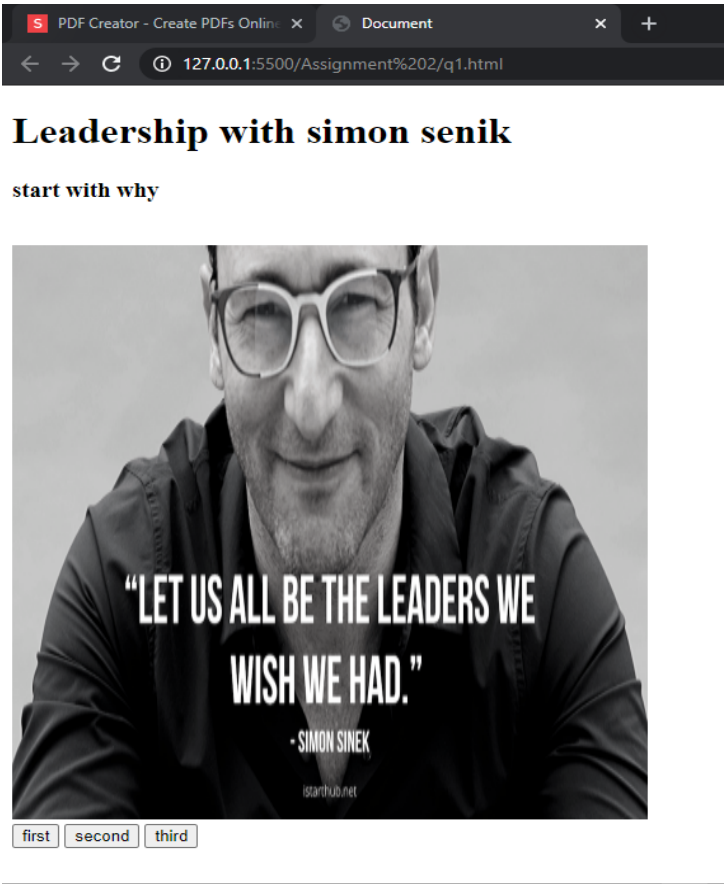 S PDF Creator - Create PDFs Online
Document
127.0.0.1:5500/Assignment%202/q1.html
Leadership with simon senik
start with why
“LET US ALL BE THE LEADERS WE
WISH WE HAD.”
- SIMON SINEK
istarthub.net
first second third